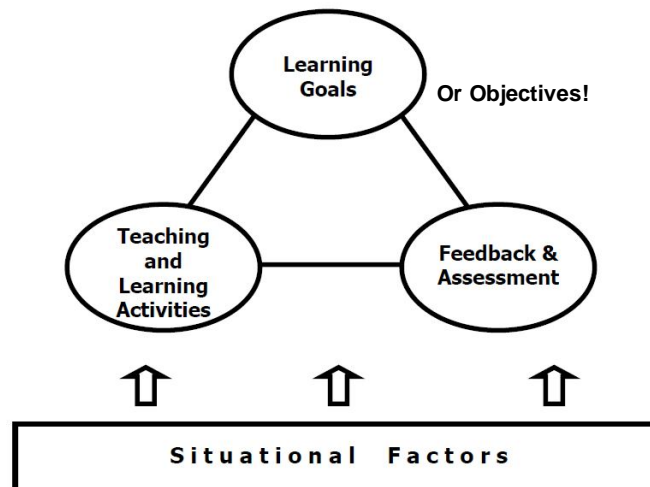 Learning
Goals
Or Objectives!
Teaching
and
Learning
Activities
Feedback &
Assessment
Situational Factors